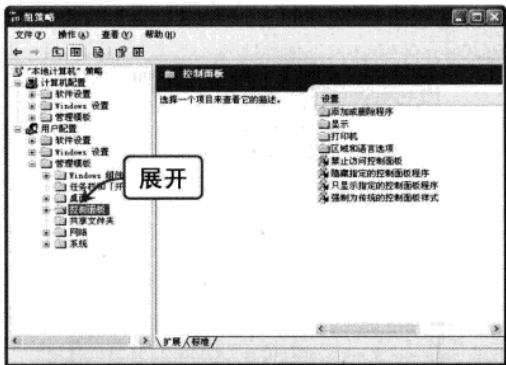 组策略
文件(F) 操作(A) 查看(V) 帮助(H)
“本地计算机”策略
计算机配置
软件设置
Windows 设置
管理模板
用户配置
软件设置
Windows 设置
管理模板
Windows 组件
任务栏和「开
桌面
控制面板
共享文件夹
网络
系统
展开
控制面板
选择一个项目来查看它的描述。
设置
添加或删除程序
显示
打印机
区域和语言选项
禁止访问控制面板
隐藏指定的控制面板程序
只显示指定的控制面板程序
强制为传统的控制面板样式
扩展 标准